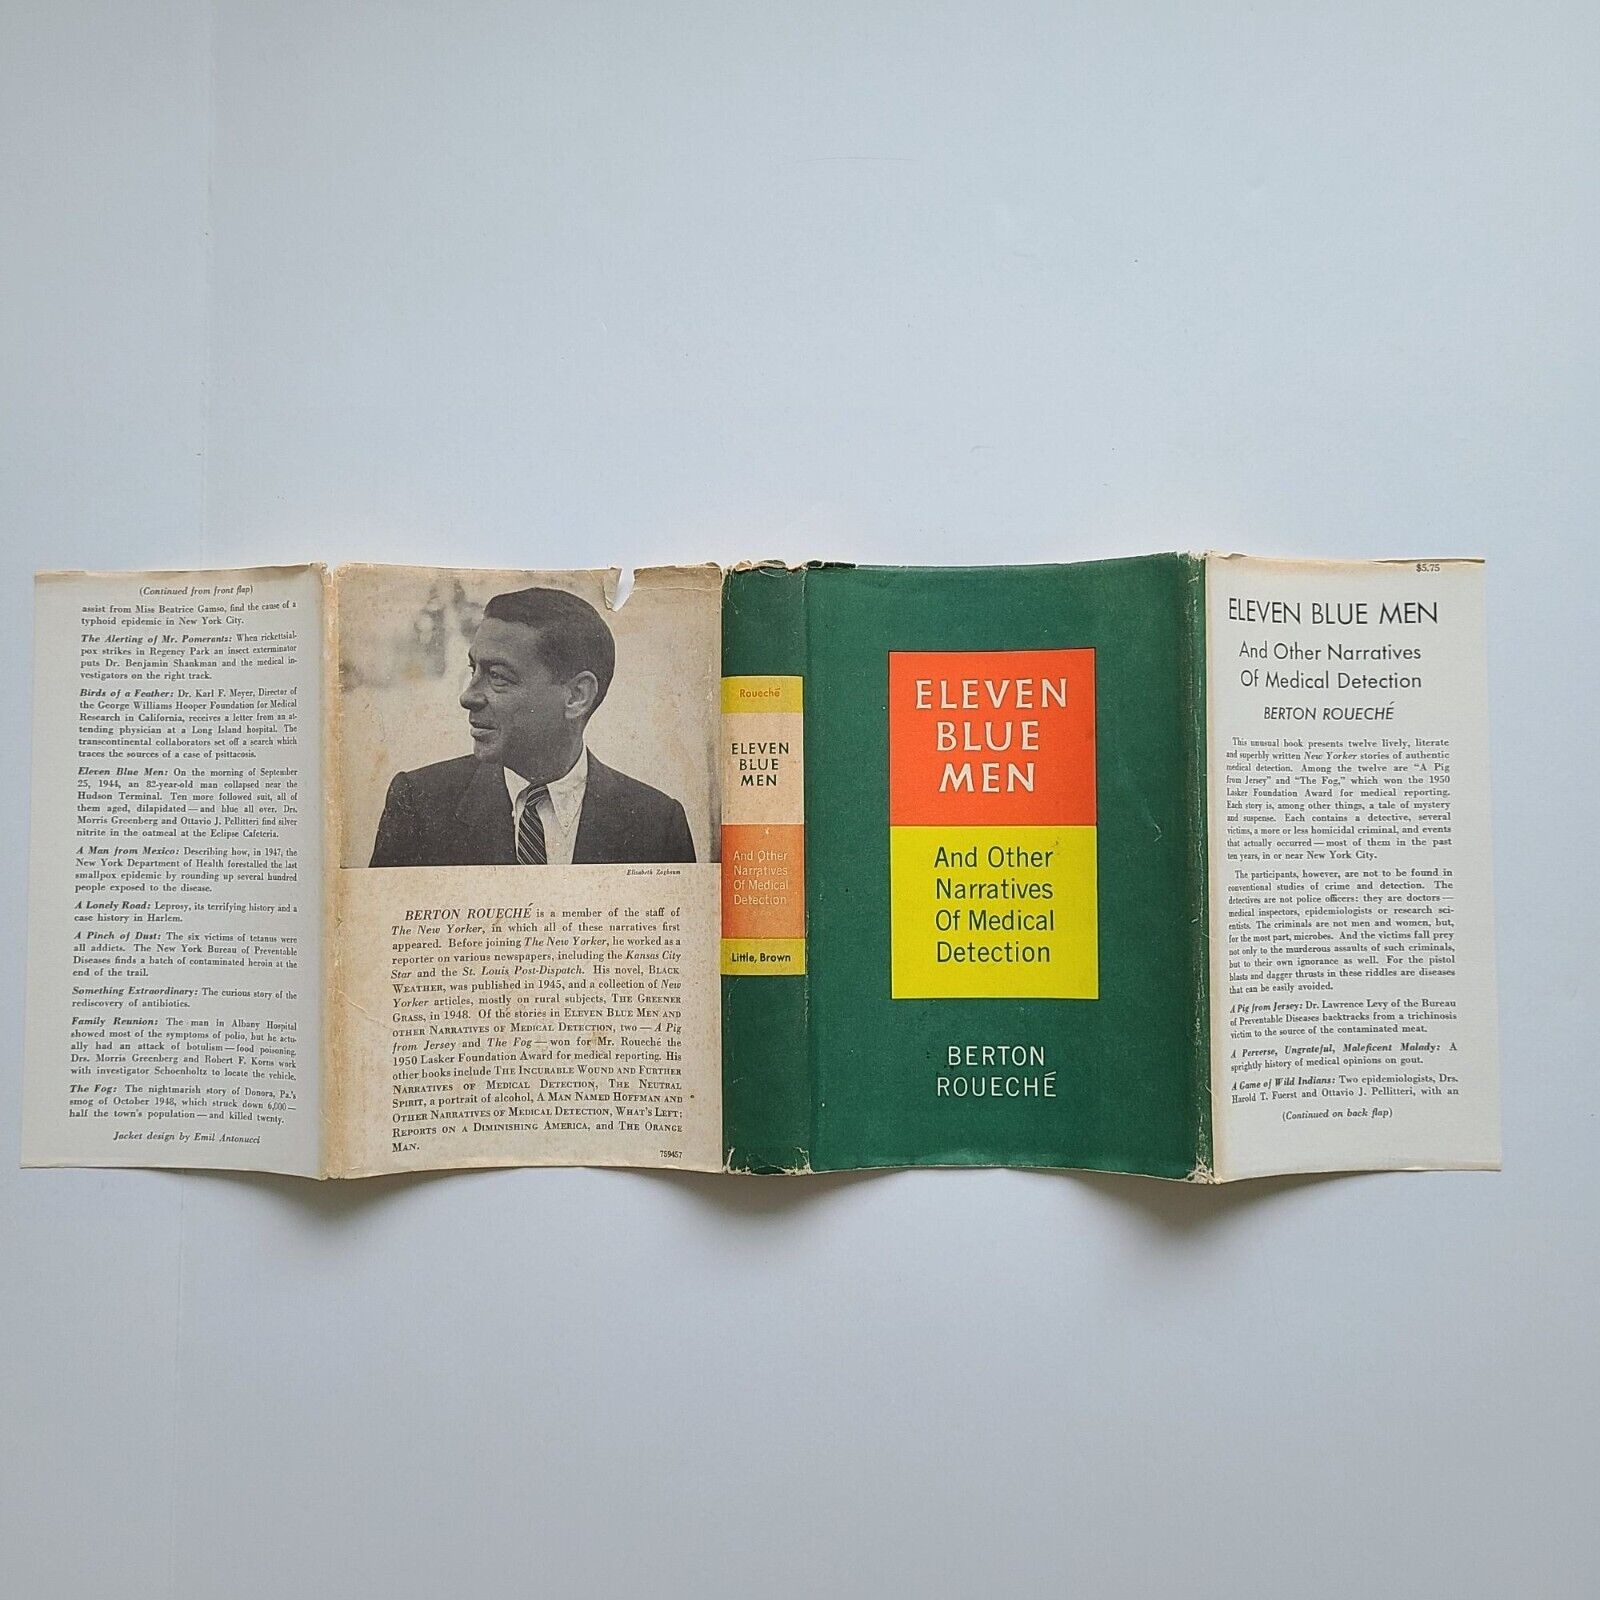 (Continued from front flap)
assist from Miss Beatrice Gamso, find the cause of a
typhoid epidemic in New York City.
The Alerting of Mr. Pomerantz: When rickettsial-
pox strikes in Regency Park an insect exterminator
puts Dr. Benjamin Shankman and the medical in-
vestigators on the right track.
Birds of a Feather: Dr. Karl F. Meyer, Director of
the George Williams Hooper Foundation for Medical
Research in California, receives a letter from an at-
tending physician at a Long Island hospital. The
transcontinental collaborators set off a search which
traces the sources of a case of psittacosis.
Eleven Blue Men: On the morning of September
25, 1944, an 82-year-old man collapsed near the
Hudson Terminal. Ten more followed suit, all of
them aged, dilapidated — and blue all over. Drs.
Morris Greenberg and Ottavio J. Pellitteri find silver
nitrite in the oatmeal at the Eclipse Cafeteria.
A Man from Mexico: Describing how, in 1947, the
New York Department of Health forestalled the last
smallpox epidemic by rounding up several hundred
people exposed to the disease.
A Lonely Road: Leprosy, its terrifying history and a
case history in Harlem.
A Pinch of Dust: The six victims of tetanus were
all addicts. The New York Bureau of Preventable
Diseases finds a batch of contaminated heroin at the
end of the trail.
Something Extraordinary: The curious story of the
rediscovery of antibiotics.
Family Reunion: The man in Albany Hospital
showed most of the symptoms of polio, but he actu-
ally had an attack of botulism — food poisoning.
Drs. Morris Greenberg and Robert F. Korns work
with investigator Schoenholtz to locate the vehicle.
The Fog: The nightmarish story of Donora, Pa.'s
smog of October 1948, which struck down 6,000 —
half the town's population — and killed twenty.
Jacket design by Emil Antonucci
Elizabeth Zogbaum
BERTON ROUECHÉ is a member of the staff of
The New Yorker, in which all of these narratives first
appeared. Before joining The New Yorker, he worked as a
reporter on various newspapers, including the Kansas City
Star and the St. Louis Post-Dispatch. His novel, BLACK
WEATHER, was published in 1945, and a collection of New
Yorker articles, mostly on rural subjects, THE GREENER
GRASS, in 1948. Of the stories in ELEVEN BLUE MEN AND
OTHER NARRATIVES OF MEDICAL DETECTION, two — A Pig
from Jersey and The Fog — won for Mr. Roueché the
1950 Lasker Foundation Award for medical reporting. His
other books include THE INCURABLE WOUND AND FURTHER
NARRATIVES OF MEDICAL DETECTION, THE NEUTRAL
SPIRIT, a portrait of alcohol, A MAN NAMED HOFFMAN AND
OTHER NARRATIVES OF MEDICAL DETECTION, WHAT'S LEFT:
REPORTS ON A DIMINISHING AMERICA, and THE ORANGE
MAN.
759457
Roueché
ELEVEN
BLUE
MEN
And Other
Narratives
Of Medical
Detection
Little, Brown
ELEVEN
BLUE
MEN
And Other
Narratives
Of Medical
Detection
BERTON
ROUECHÉ
$5.75
ELEVEN BLUE MEN
And Other Narratives
Of Medical Detection
BERTON ROUECHÉ
This unusual book presents twelve lively, literate
and superbly written New Yorker stories of authentic
medical detection. Among the twelve are "A Pig
from Jersey" and "The Fog," which won the 1950
Lasker Foundation Award for medical reporting.
Each story is, among other things, a tale of mystery
and suspense. Each contains a detective, several
victims, a more or less homicidal criminal, and events
that actually occurred — most of them in the past
ten years, in or near New York City.
The participants, however, are not to be found in
conventional studies of crime and detection. The
detectives are not police officers: they are doctors —
medical inspectors, epidemiologists or research sci-
entists. The criminals are not men and women, but,
for the most part, microbes. And the victims fall prey
not only to the murderous assaults of such criminals,
but to their own ignorance as well. For the pistol
blasts and dagger thrusts in these riddles are diseases
that can be easily avoided.
A Pig from Jersey: Dr. Lawrence Levy of the Bureau
of Preventable Diseases backtracks from a trichinosis
victim to the source of the contaminated meat.
A Perverse, Ungrateful, Maleficent Malady: A
sprightly history of medical opinions on gout.
A Game of Wild Indians: Two epidemiologists, Drs.
Harold T. Fuerst and Ottavio J. Pellitteri, with an
(Continued on back flap)